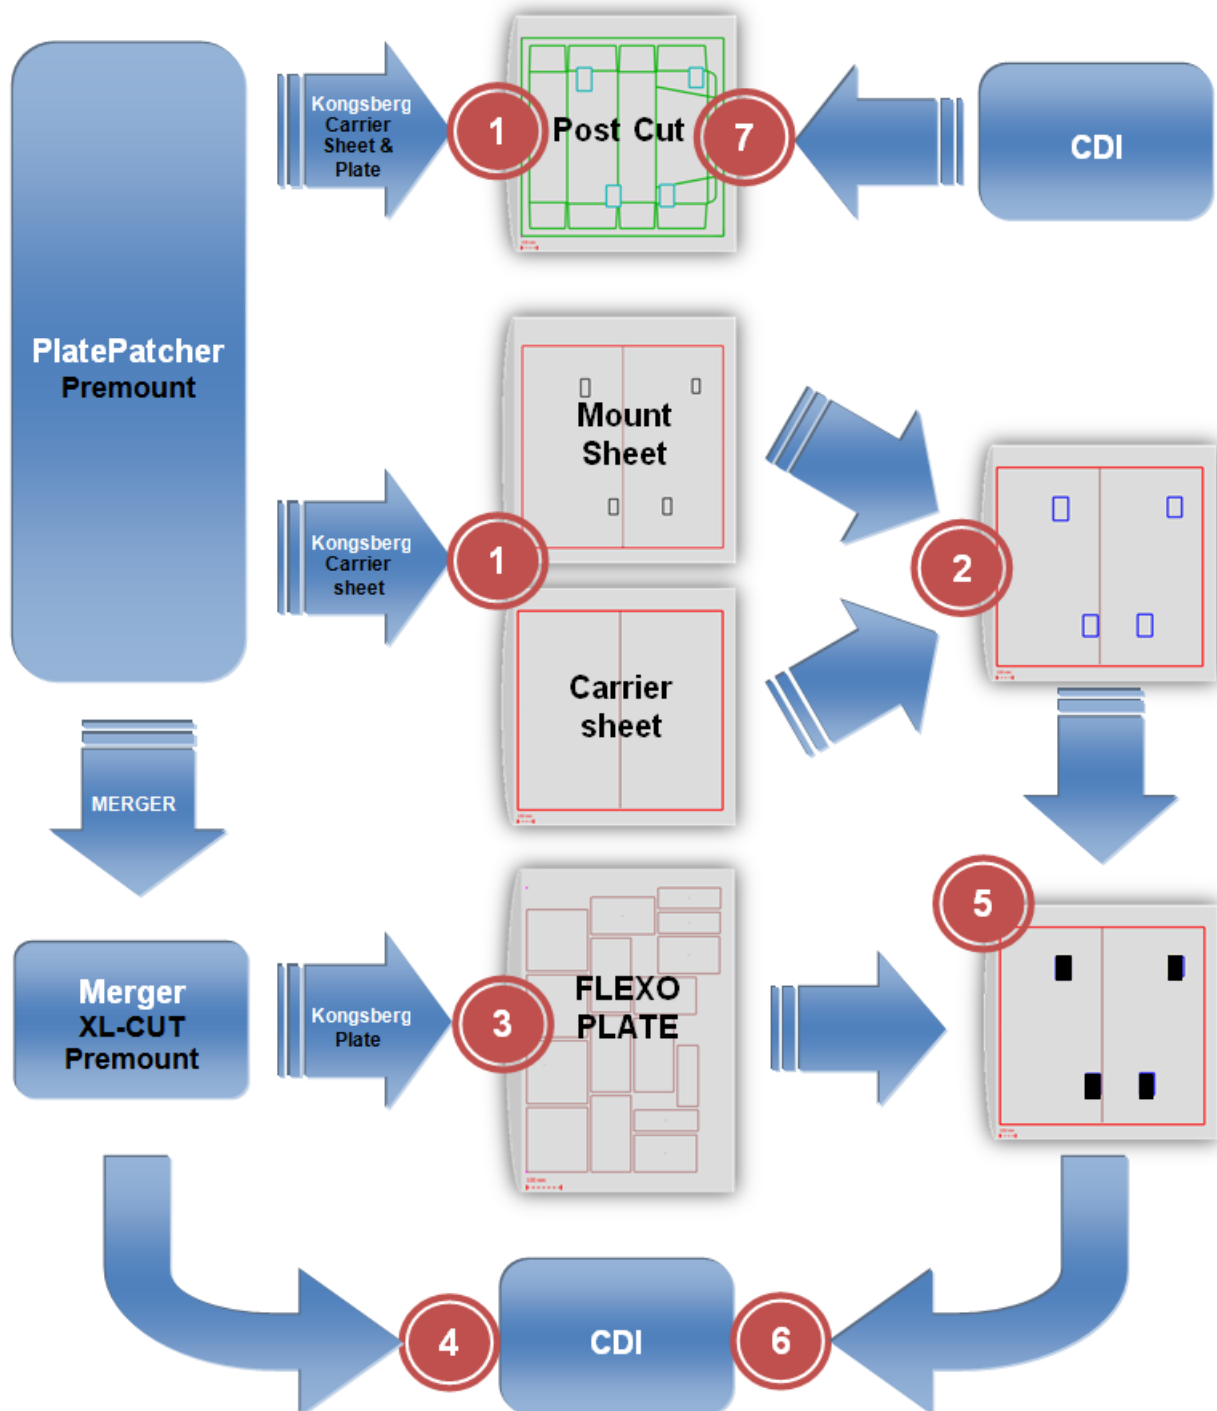 Kongsberg
Carrier
Sheet &
Plate
1
Post Cut
7
CDI
PlatePatcher
Premount
Mount
Sheet
Kongsberg
Carrier
sheet
1
2
Carrier
sheet
MERGER
5
Merger
XL-CUT
Premount
Kongsberg
Plate
3
FLEXO
PLATE
4
CDI
6